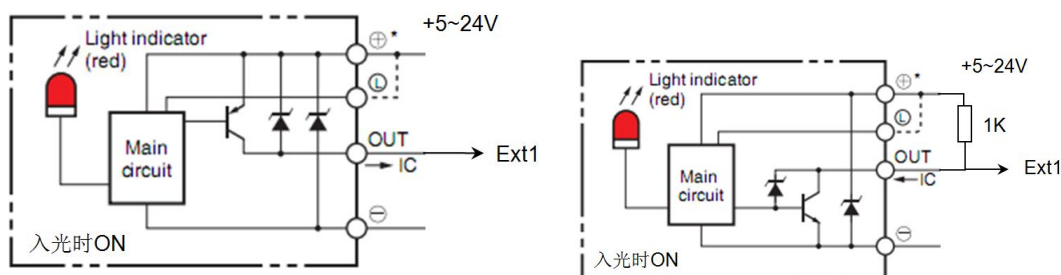 +5~24V
Light indicator
(red)
⊕*
Ⓛ
Main
circuit
OUT
IC
Ext1
⊖
入光时ON
+5~24V
Light indicator
(red)
⊕*
Ⓛ
1K
Main
circuit
OUT
IC
Ext1
⊖
入光时ON